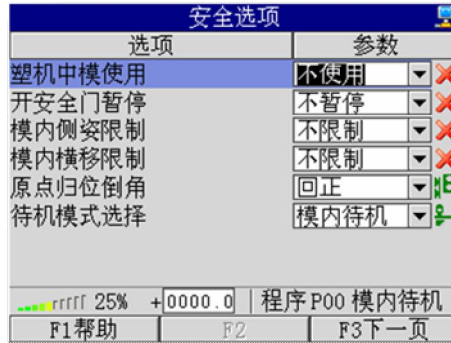 安全选项
选项 参数
塑机中模使用 不使用
开安全门暂停 不暂停
模内侧姿限制 不限制
模内横移限制 不限制
原点归位倒角 回正
待机模式选择 模内待机
25% +0000.0 程序P00 模内待机
F1帮助 F2 F3下一页